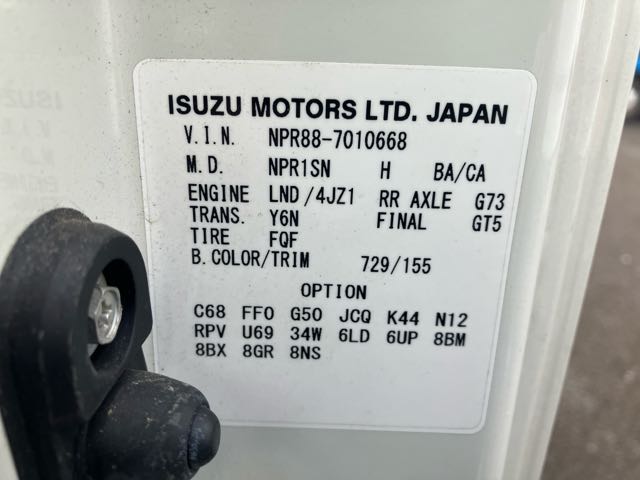 ISUZU MOTORS LTD. JAPAN
V.I.N. NPR88-7010668
M.D. NPR1SN H BA/CA
ENGINE LND/4JZ1 RR AXLE G73
TRANS. Y6N FINAL GT5
TIRE FQF
B.COLOR/TRIM 729/155
OPTION
C68 FF0 G50 JCQ K44 N12
RPV U69 34W 6LD 6UP 8BM
8BX 8GR 8NS